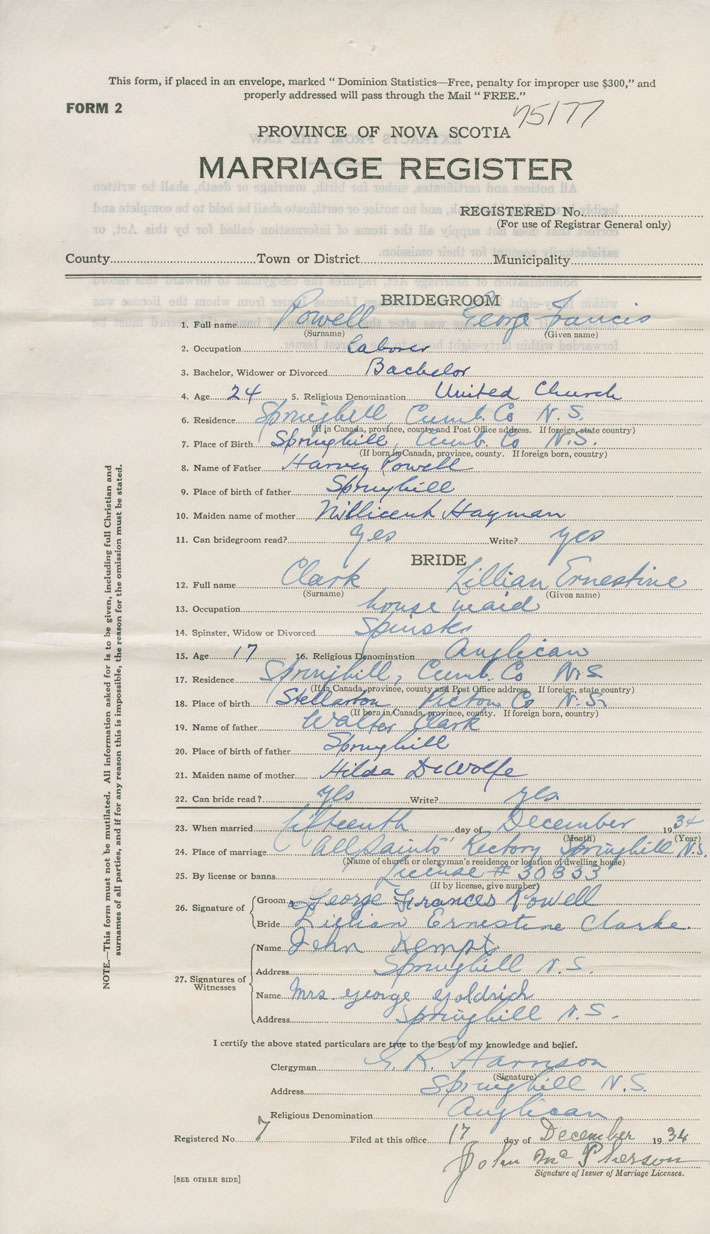 This form, if placed in an envelope, marked "Dominion Statistics—Free, penalty for improper use $300," and
properly addressed will pass through the Mail "FREE."
FORM 2
75177
PROVINCE OF NOVA SCOTIA
MARRIAGE REGISTER
REGISTERED No.
(For use of Registrar General only)
County Town or District Municipality
BRIDEGROOM
1. Full name Powell George Francis
(Surname) (Given name)
2. Occupation Laborer
3. Bachelor, Widower or Divorced Bachelor
4. Age 24 5. Religious Denomination United Church
6. Residence Springhill, Cumb. Co N.S.
(If in Canada, province, county and Post Office address. If foreign, state country)
7. Place of Birth Springhill, Cumb. Co N.S.
(If born in Canada, province, county. If foreign born, country)
8. Name of Father Harvey Powell
9. Place of birth of father Springhill
10. Maiden name of mother Millicent Hayman
11. Can bridegroom read? yes Write? yes
BRIDE
12. Full name Clark Lillian Ernestine
(Surname) (Given name)
13. Occupation house maid
14. Spinster, Widow or Divorced Spinster
15. Age 17 16. Religious Denomination Anglican
17. Residence Springhill, Cumb. Co N.S
(If in Canada, province, county and Post Office address. If foreign, state country)
18. Place of birth Stellarton Pictou Co N.S.
(If born in Canada, province, county. If foreign born, country)
19. Name of father Walter Clark
20. Place of birth of father Springhill
21. Maiden name of mother Hilda DeWolfe
22. Can bride read? yes Write? yes
23. When married fifteenth day of December 1934
(Month) (Year)
24. Place of marriage All Saints' Rectory, Springhill N.S.
(Name of church or clergyman's residence or location of dwelling house)
25. By license or banns License # 30333
(If by license, give number)
26. Signature of Groom George Frances Powell
Bride Lillian Ernestine Clarke.
27. Signatures of Witnesses Name John Kempt
Address Springhill N.S.
Name Mrs George Goldrich
Address Springhill N.S.
I certify the above stated particulars are true to the best of my knowledge and belief.
Clergyman G. R. Harrison
(Signature)
Address Springhill N.S.
Religious Denomination Anglican
Registered No 7 Filed at this office 17 day of December 1934
John McPherson
Signature of Issuer of Marriage Licenses.
[SEE OTHER SIDE]
NOTE.—This form must not be mutilated. All information asked for is to be given, including full Christian and
surnames of all parties, and if for any reason this is impossible, the reason for the omission must be stated.